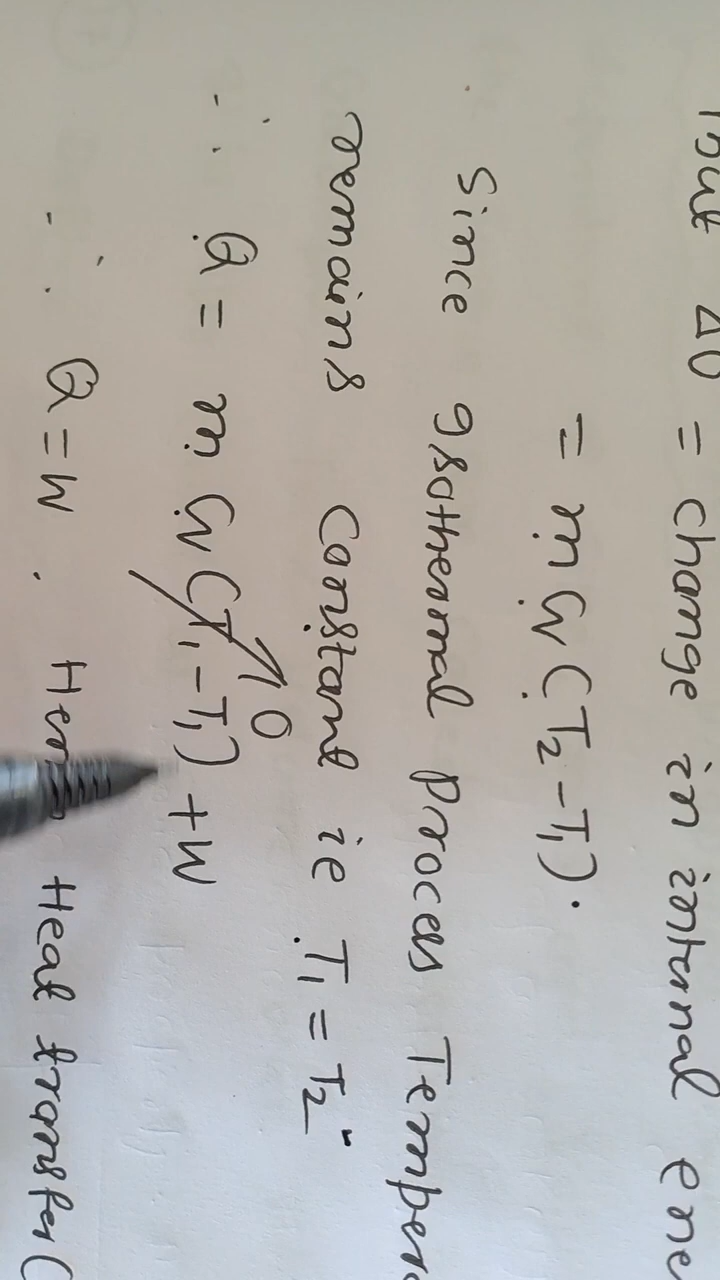 But ΔU = change in internal ene
= m Cv (T2 - T1).
Since Isothermal Process Temper
remains Constant ie T1 = T2
∴ Q = m Cv (T1 - T1) + W
0
∴ Q = W. Heat transfer (